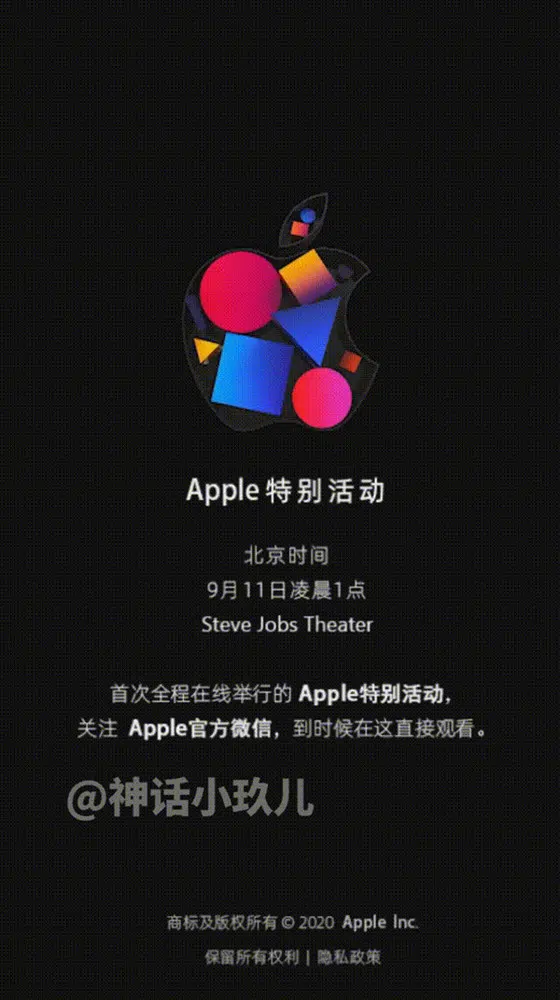 Apple 特别活动
北京时间
9月11日凌晨1点
Steve Jobs Theater
首次全程在线举行的 Apple特别活动，
关注 Apple官方微信，到时候在这直接观看。
@神话小玖儿
商标及版权所有 © 2020 Apple Inc.
保留所有权利 | 隐私政策